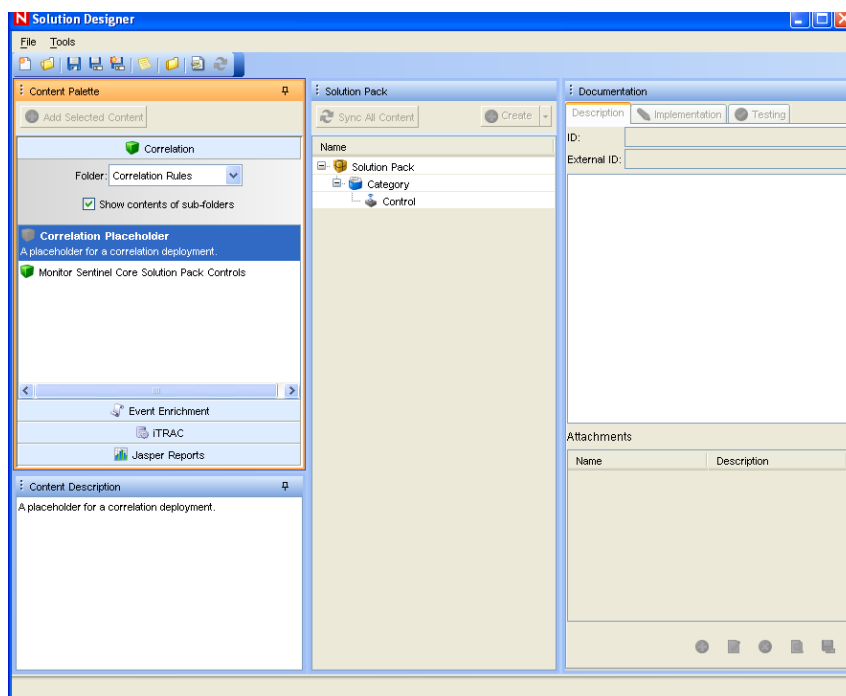 Solution Designer
File Tools
Content Palette
Add Selected Content
Correlation
Folder: Correlation Rules
Show contents of sub-folders
Correlation Placeholder
A placeholder for a correlation deployment.
Monitor Sentinel Core Solution Pack Controls
Event Enrichment
iTRAC
Jasper Reports
Content Description
A placeholder for a correlation deployment.
Solution Pack
Sync All Content Create
Name
Solution Pack
Category
Control
Documentation
Description Implementation Testing
ID:
External ID:
Attachments
Name Description